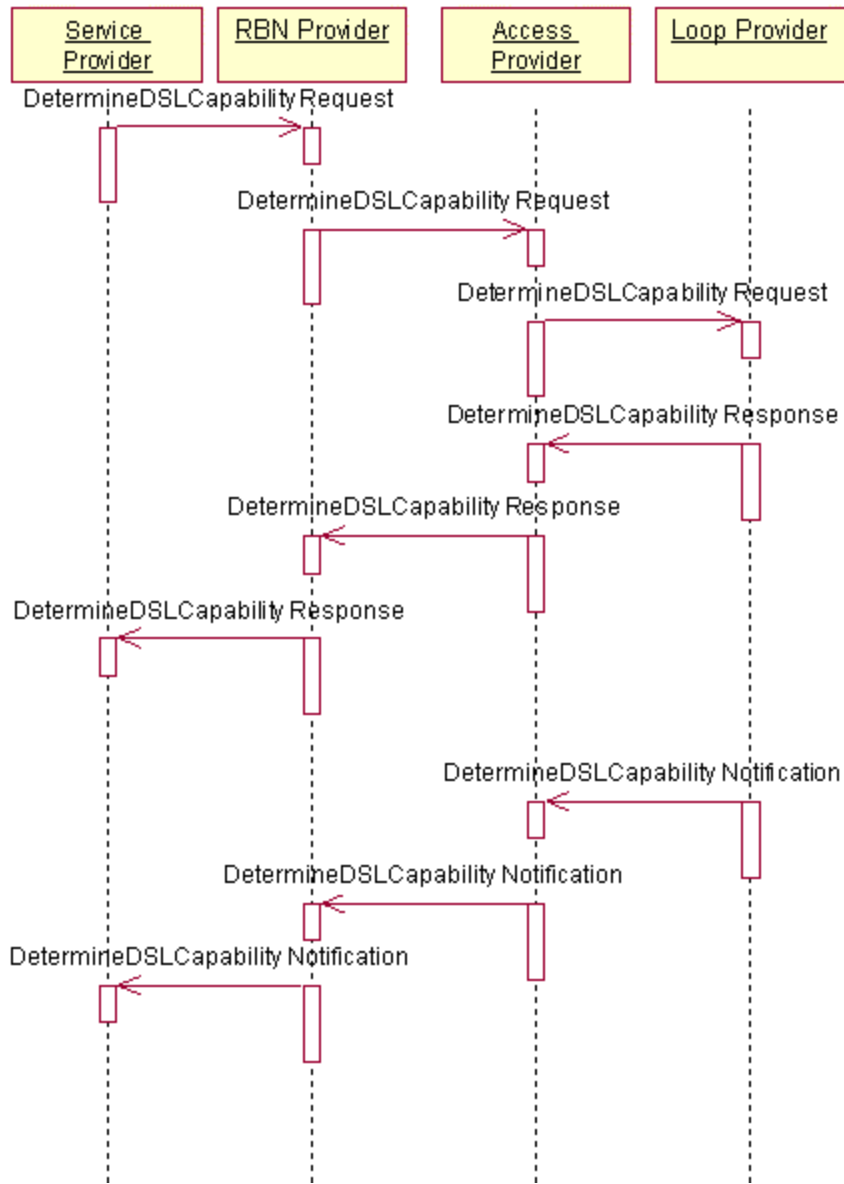 Service
Provider
RBN Provider
Access
Provider
Loop Provider
DetermineDSLCapability Request
DetermineDSLCapability Request
DetermineDSLCapability Request
DetermineDSLCapability Response
DetermineDSLCapability Response
DetermineDSLCapability Response
DetermineDSLCapability Notification
DetermineDSLCapability Notification
DetermineDSLCapability Notification